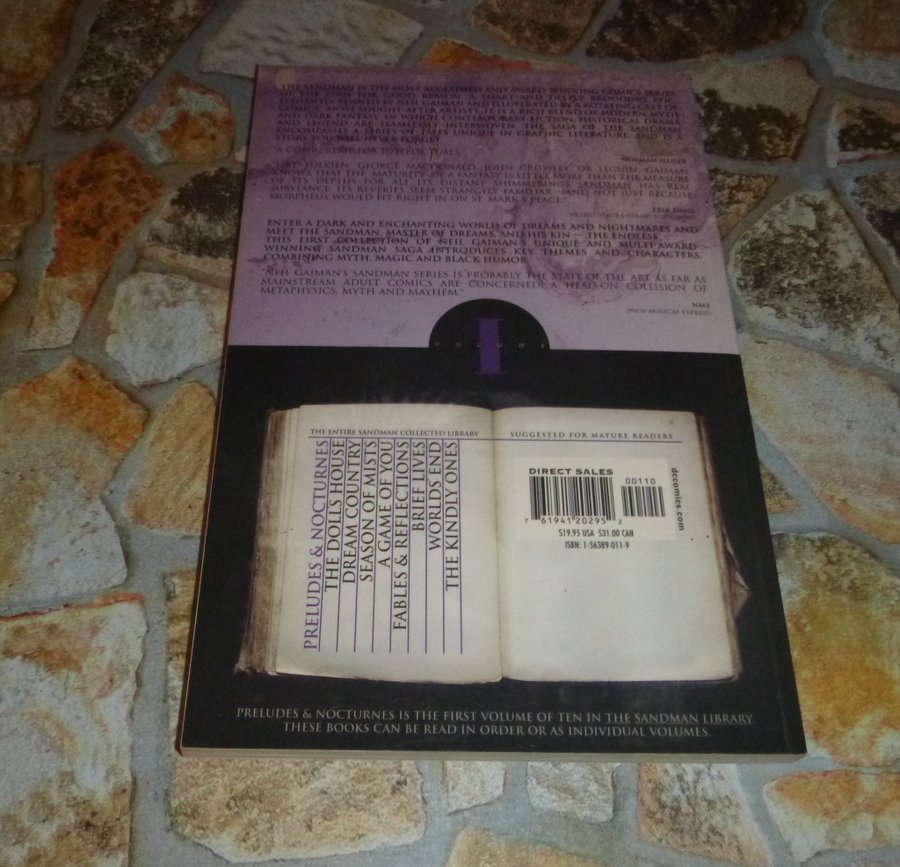 THE SANDMAN IS THE MOST ACCLAIMED AND AWARD-WINNING COMICS SERIES
OF THE 1990S FOR GOOD REASON: A SMART AND DEEPLY BROODING EPIC,
ELEGANTLY PENNED BY NEIL GAIMAN AND ILLUSTRATED BY A ROTATING CAST OF
COMICS' MOST SOUGHT-AFTER ARTISTS, IT IS A RICH BLEND OF MODERN MYTH
AND DARK FANTASY IN WHICH CONTEMPORARY FICTION, HISTORICAL DRAMA
AND LEGEND ARE SEAMLESSLY INTERWOVEN. THE SAGA OF THE SANDMAN
ENCOMPASSES A SERIES OF TALES UNIQUE IN GRAPHIC LITERATURE AND IS A
STORY YOU WILL NEVER FORGET.
"A COMIC STRIP FOR INTELLECTUALS."
NORMAN MAILER
"LIKE TOLKIEN, GEORGE MACDONALD, JOHN CROWLEY, OR LEGUIN, GAIMAN
KNOWS THAT THE MATURITY OF A FANTASY IS LITTLE MORE THAN THE MEASURE
OF ITS DEPTHS. FOR ALL ITS DISTANT SHIMMERINGS, SANDMAN HAS REAL
SUBSTANCE, ITS REVERIES SEEM STRANGELY FAMILIAR—AND NOT JUST BECAUSE
MORPHEUS WOULD FIT RIGHT IN ON ST. MARK'S PLACE."
ERIK DAVIS
VILLAGE VOICE LITERARY SUPPLEMENT
ENTER A DARK AND ENCHANTING WORLD OF DREAMS AND NIGHTMARES AND
MEET THE SANDMAN, MASTER OF DREAMS, AND HIS KIN—THE ENDLESS.
THIS FIRST COLLECTION OF NEIL GAIMAN'S UNIQUE AND MULTI-AWARD-
WINNING SANDMAN SAGA INTRODUCES KEY THEMES AND CHARACTERS,
COMBINING MYTH, MAGIC AND BLACK HUMOR.
"NEIL GAIMAN'S SANDMAN SERIES IS PROBABLY THE STATE OF THE ART AS FAR AS
MAINSTREAM ADULT COMICS ARE CONCERNED; A HEAD-ON COLLISION OF
METAPHYSICS, MYTH AND MAYHEM."
NME
(NEW MUSICAL EXPRESS)
VOLUME
I
THE ENTIRE SANDMAN COLLECTED LIBRARY
PRELUDES & NOCTURNES
THE DOLLS HOUSE
DREAM COUNTRY
SEASON OF MISTS
A GAME OF YOU
FABLES & REFLECTIONS
BRIEF LIVES
WORLDS' END
THE KINDLY ONES
SUGGESTED FOR MATURE READERS
DIRECT SALES
00110
7 61941 20295 2
$19.95 USA $31.00 CAN
ISBN: 1-56389-011-9
dccomics.com
PRELUDES & NOCTURNES IS THE FIRST VOLUME OF TEN IN THE SANDMAN LIBRARY.
THESE BOOKS CAN BE READ IN ORDER OR AS INDIVIDUAL VOLUMES.